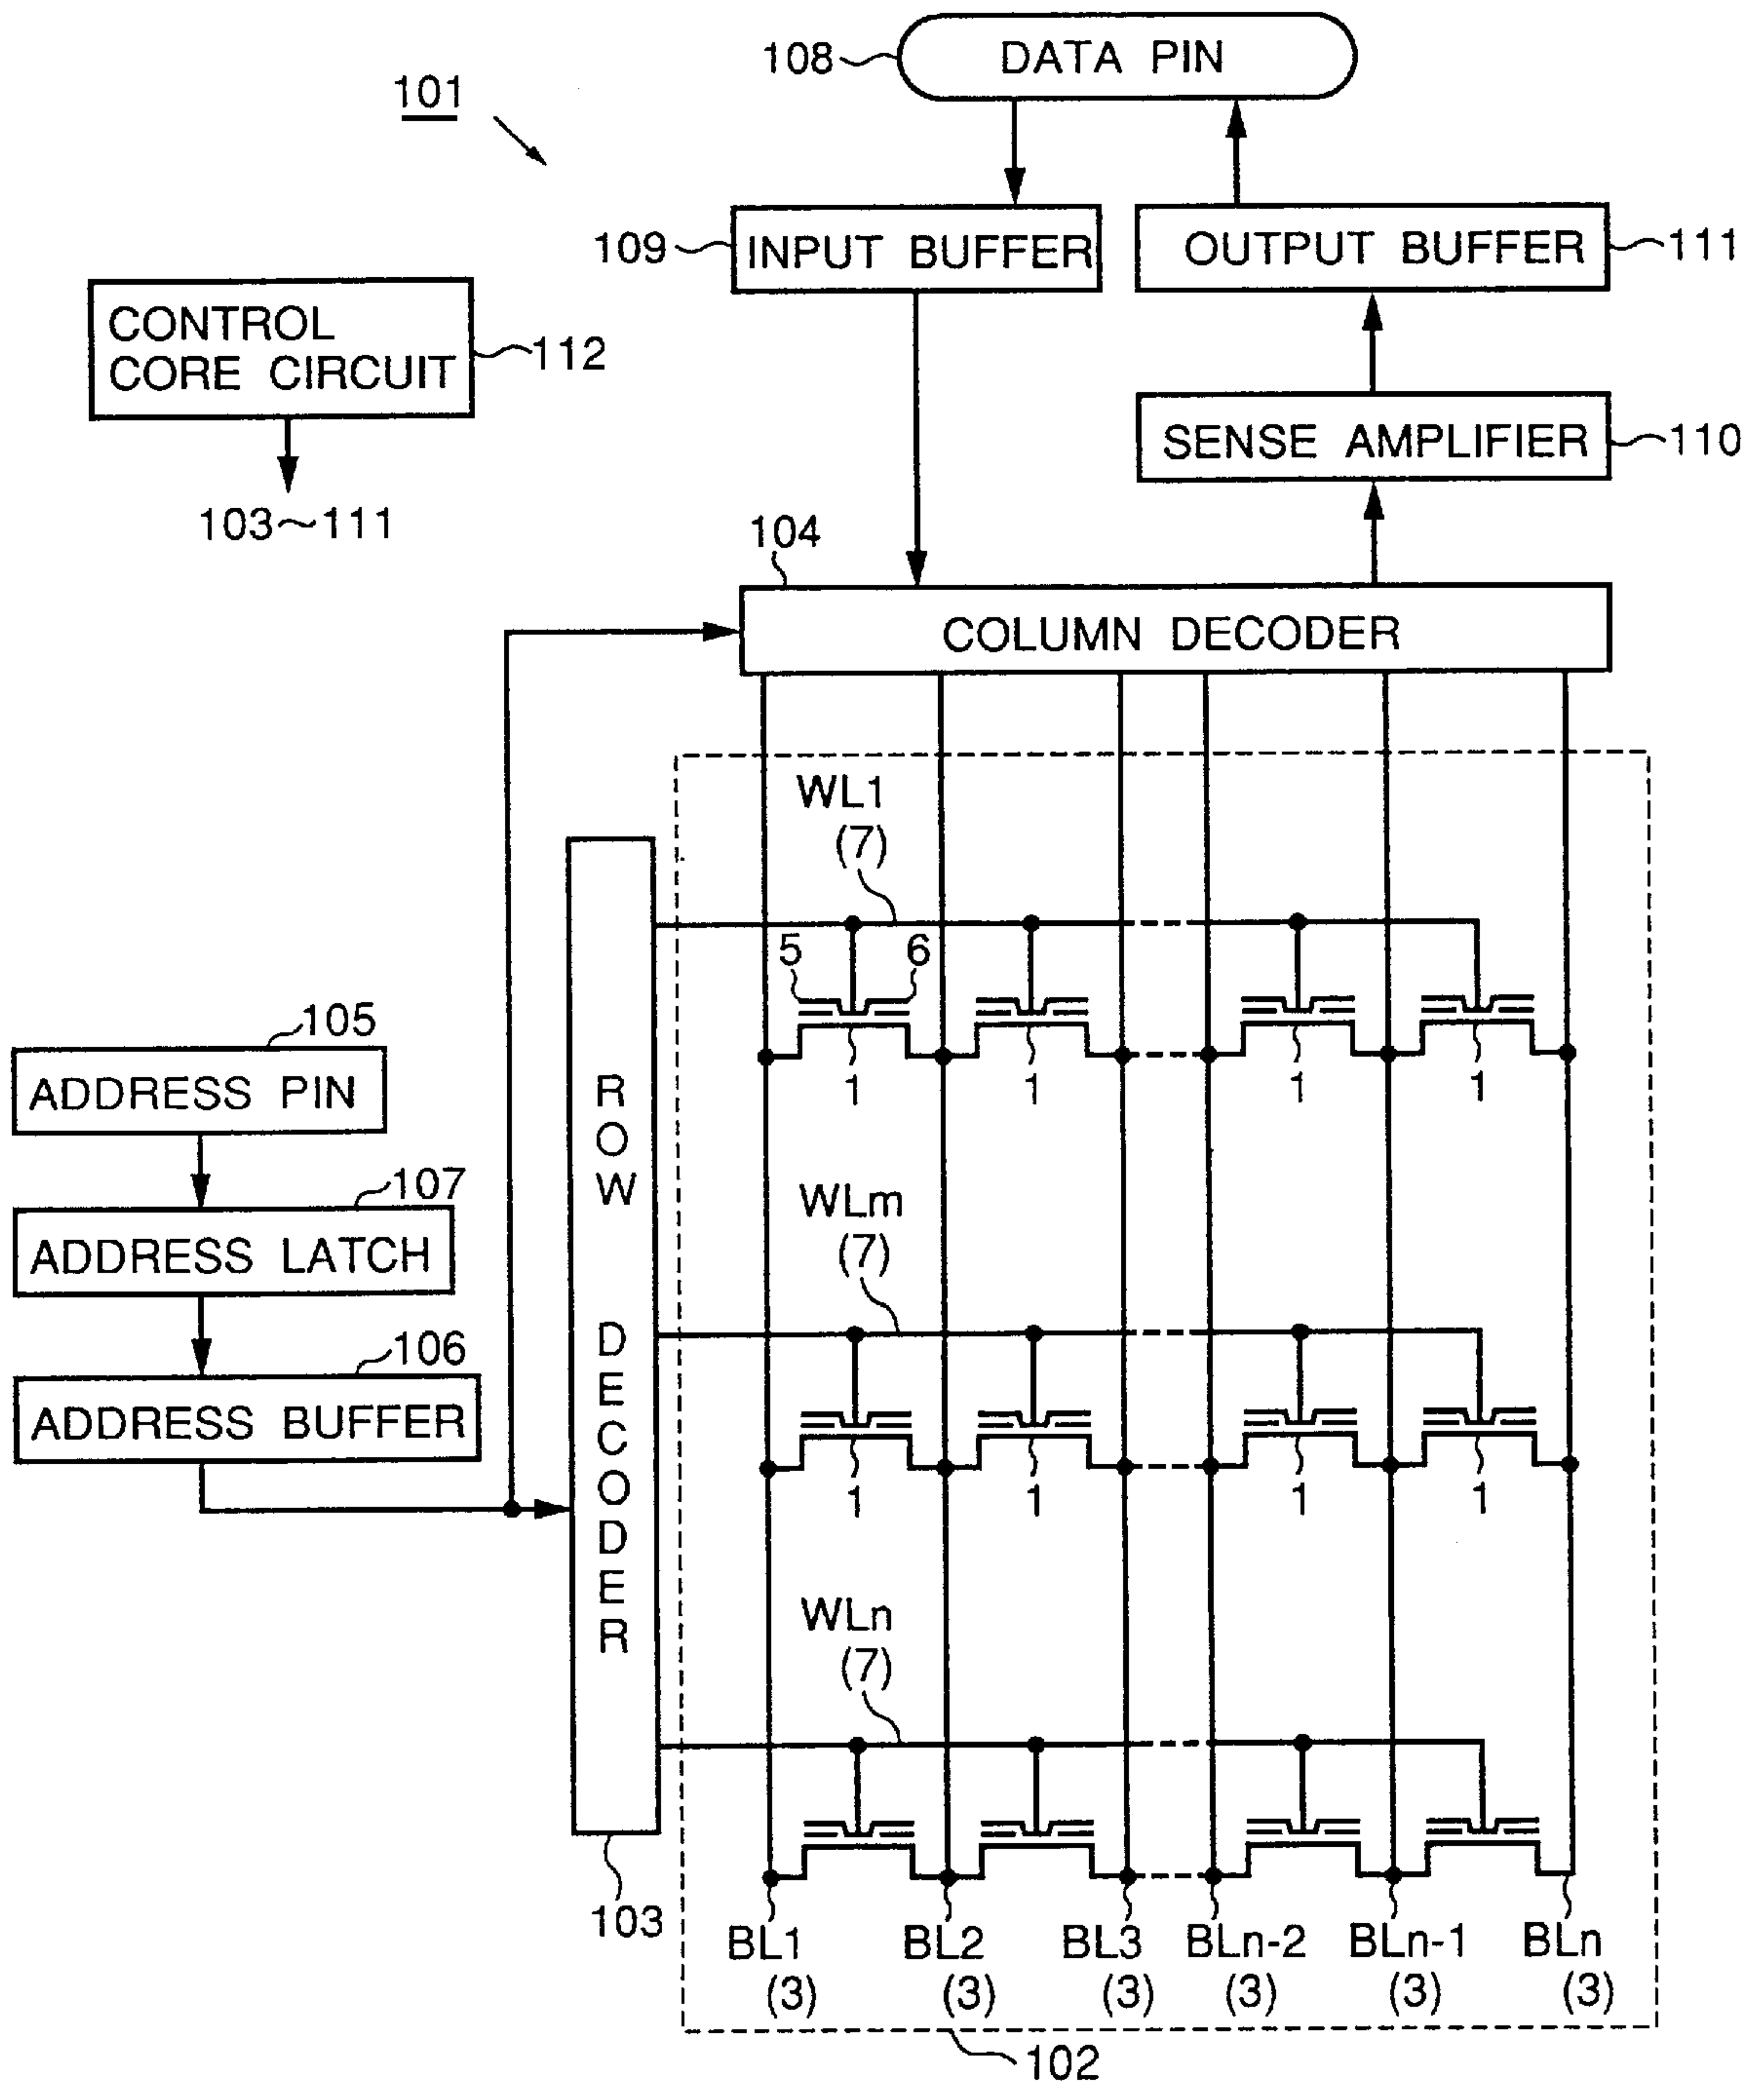 108 DATA PIN
101
109 INPUT BUFFER
OUTPUT BUFFER 111
CONTROL
CORE CIRCUIT 112
103~111
SENSE AMPLIFIER 110
104
COLUMN DECODER
WL1
(7)
5 6
1 1 1 1
105
ADDRESS PIN
107
ADDRESS LATCH
106
ADDRESS BUFFER
ROW DECODER
103
WLm
(7)
1 1 1 1
WLn
(7)
BL1 BL2 BL3 BLn-2 BLn-1 BLn
(3) (3) (3) (3) (3) (3)
102